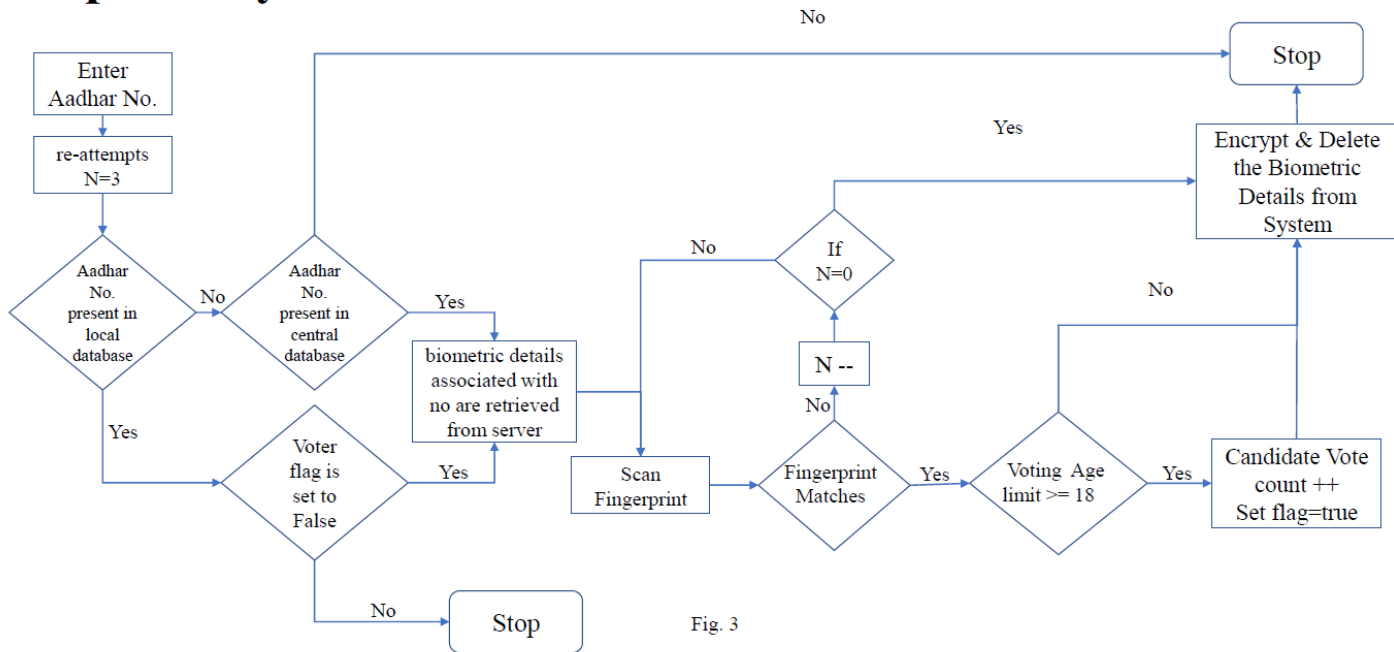 No
Enter
Aadhar No.
Stop
re-attempts
N=3
Yes
Encrypt & Delete
the Biometric
Details from
System
Aadhar
No.
present in
local
database
No
Aadhar
No.
present in
central
database
Yes
No
If
N=0
No
biometric details
associated with
no are retrieved
from server
N --
No
Yes
Voter
flag is
set to
False
Yes
Scan
Fingerprint
Fingerprint
Matches
Yes
Voting Age
limit >= 18
Yes
Candidate Vote
count ++
Set flag=true
No
Stop
Fig. 3